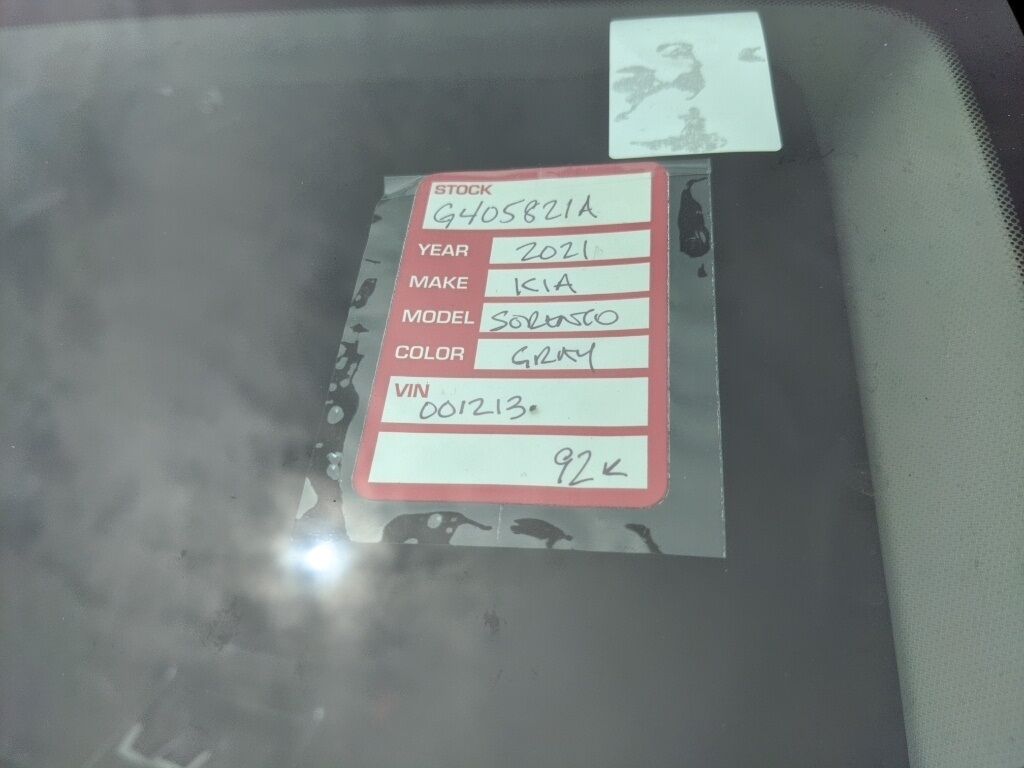 STOCK
G405821A
YEAR 2021
MAKE KIA
MODEL SORENTO
COLOR GRAY
VIN
001213.
92K